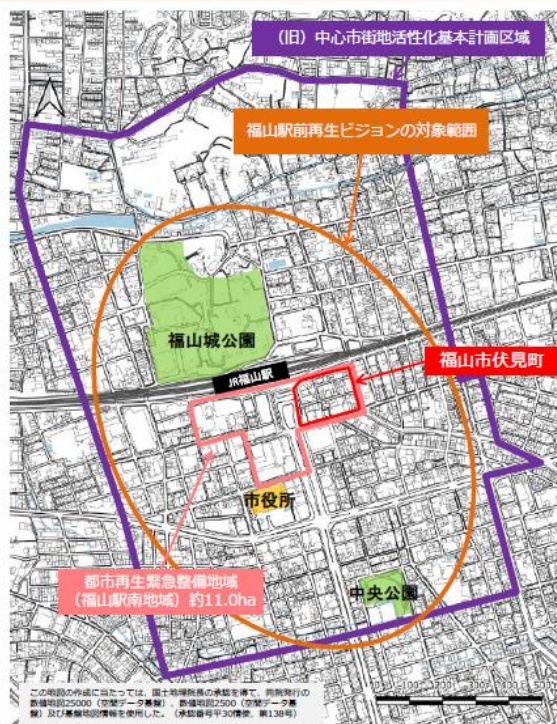 （旧）中心市街地活性化基本計画区域
福山駅前再生ビジョンの対象範囲
福山城公園
JR福山駅
福山市伏見町
市役所
都市再生緊急整備地域
（福山駅南地域）約11.0ha
中央公園
この地図の作成に当たっては、国土地理院長の承認を得て、同院発行の
数値地図25000（空間データ基盤）、数値地図2500（空間データ基
盤）及び基盤地図情報を使用した。（承認番号平30情使、第138号）